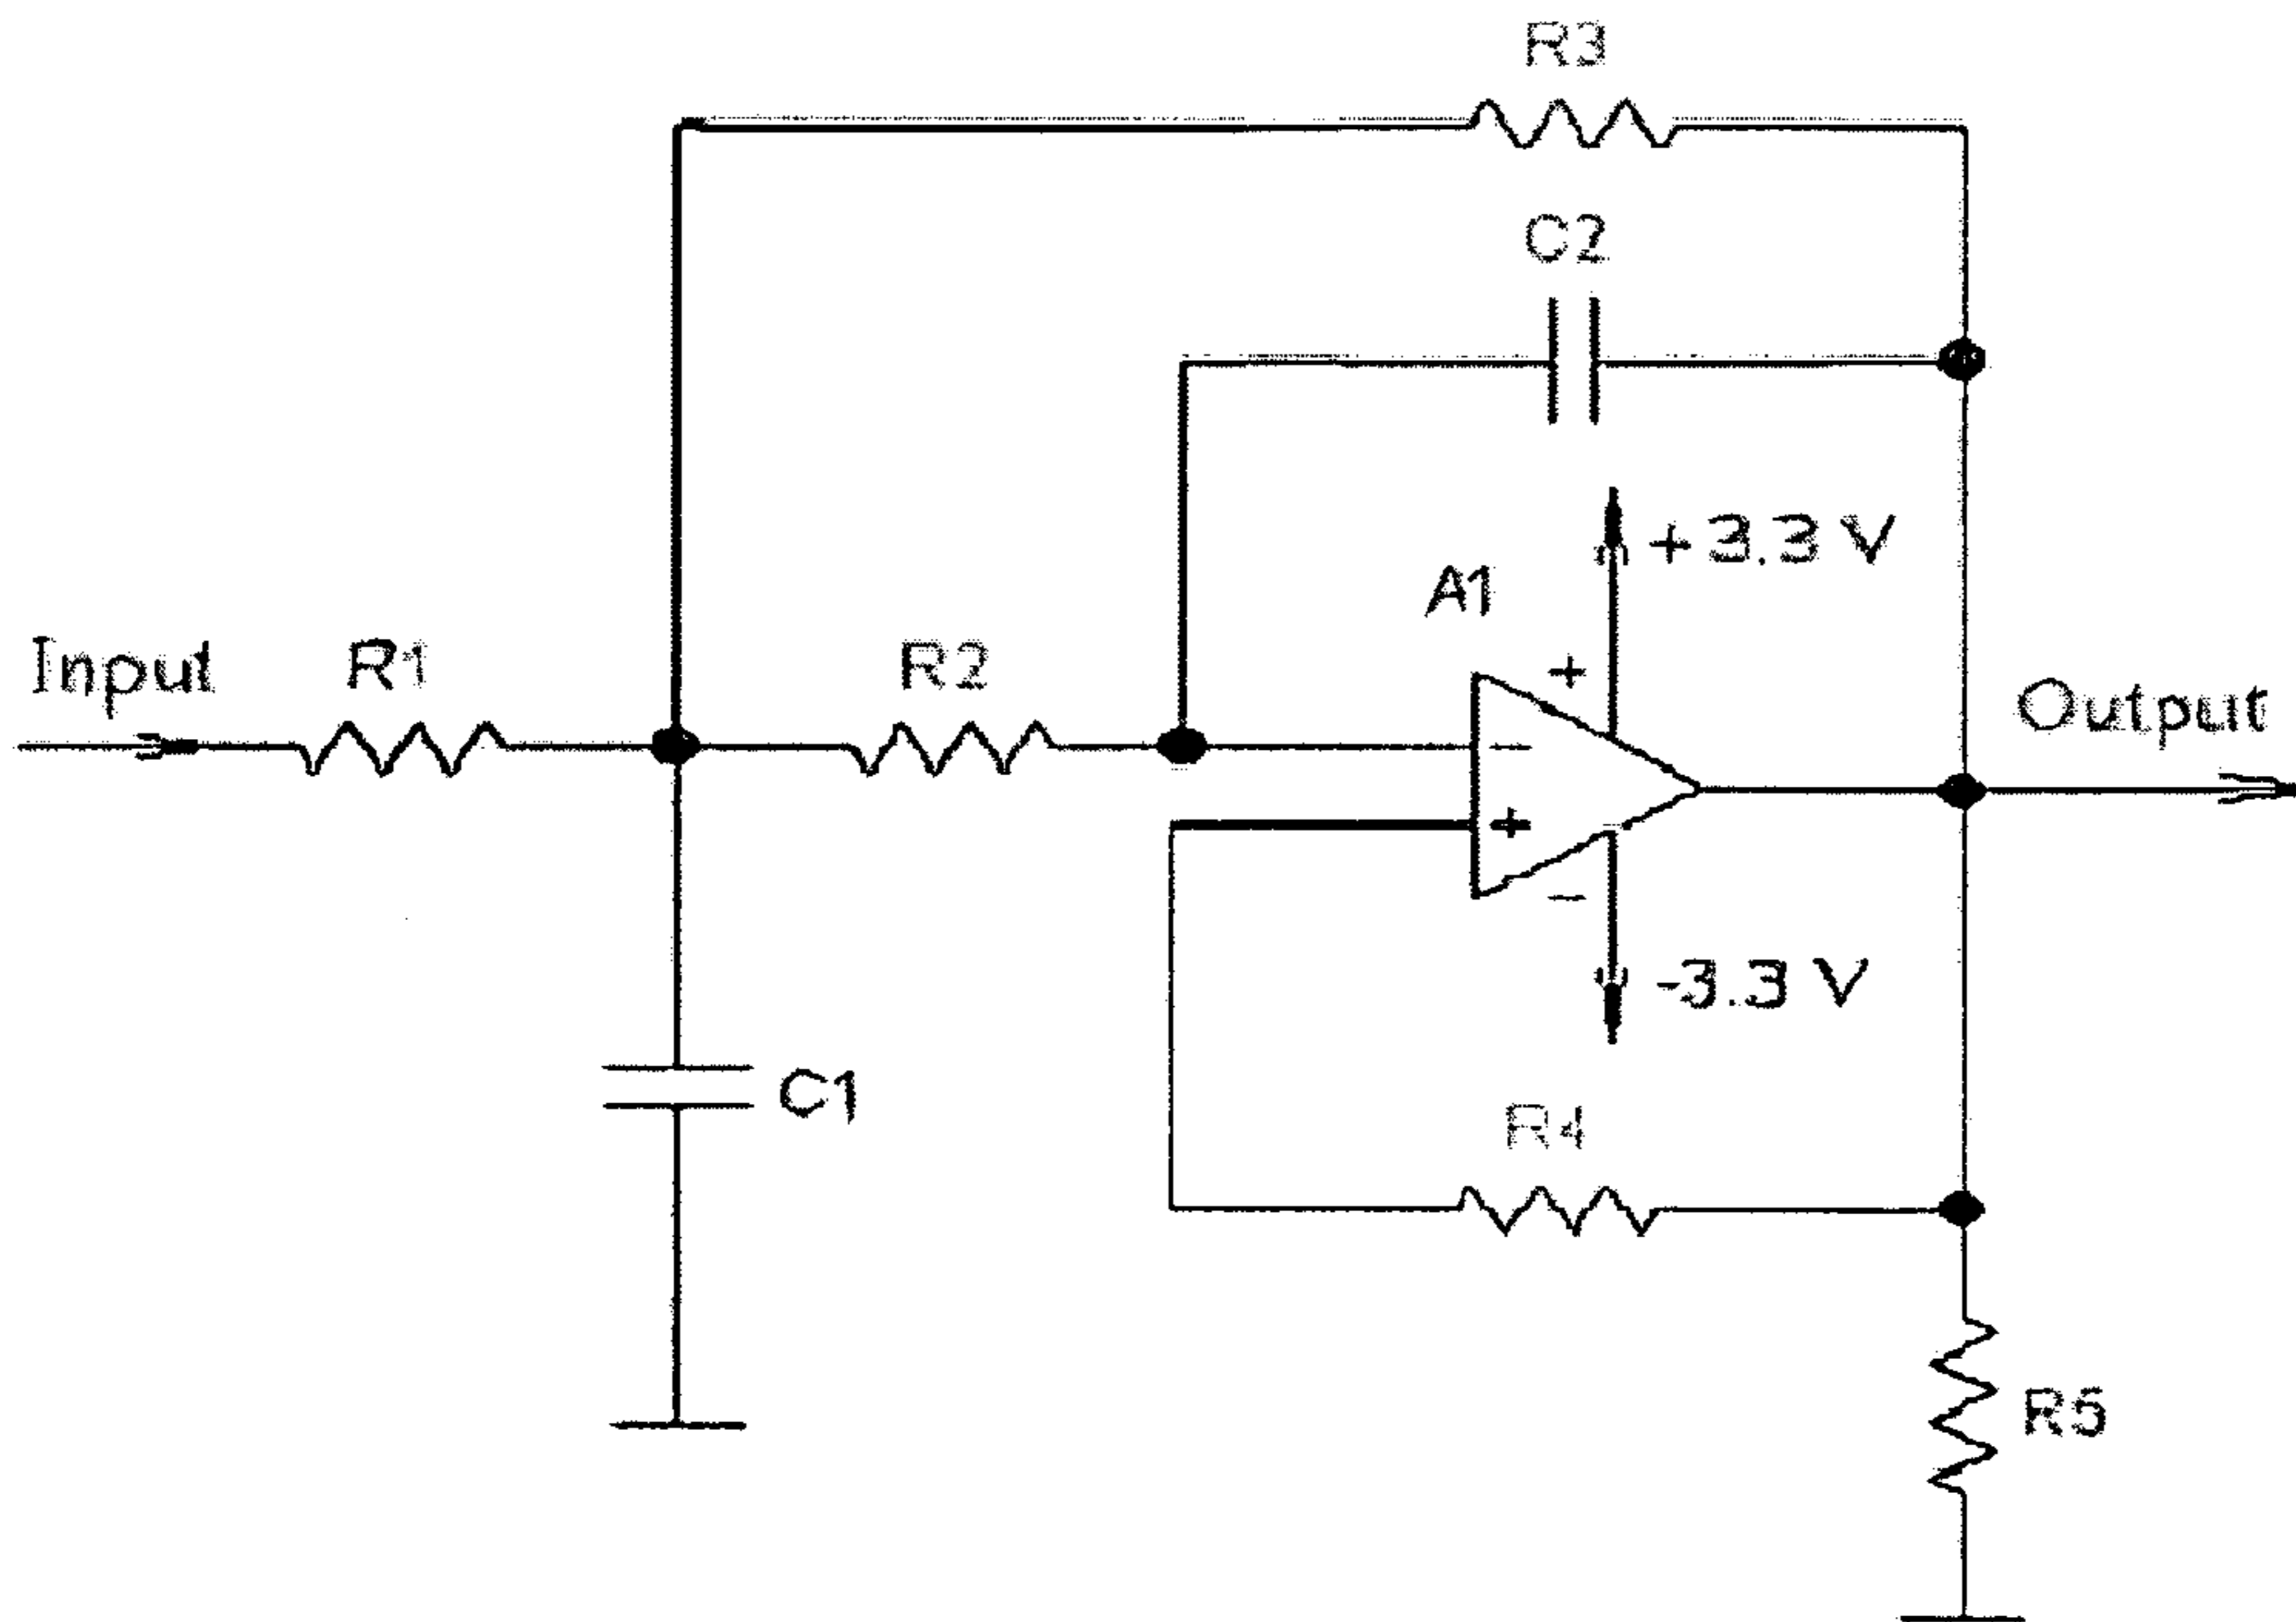 R3
C2
+3.3 V
A1
Input
R1
R2
+
Output
-
+
-
-3.3 V
C1
R4
R5